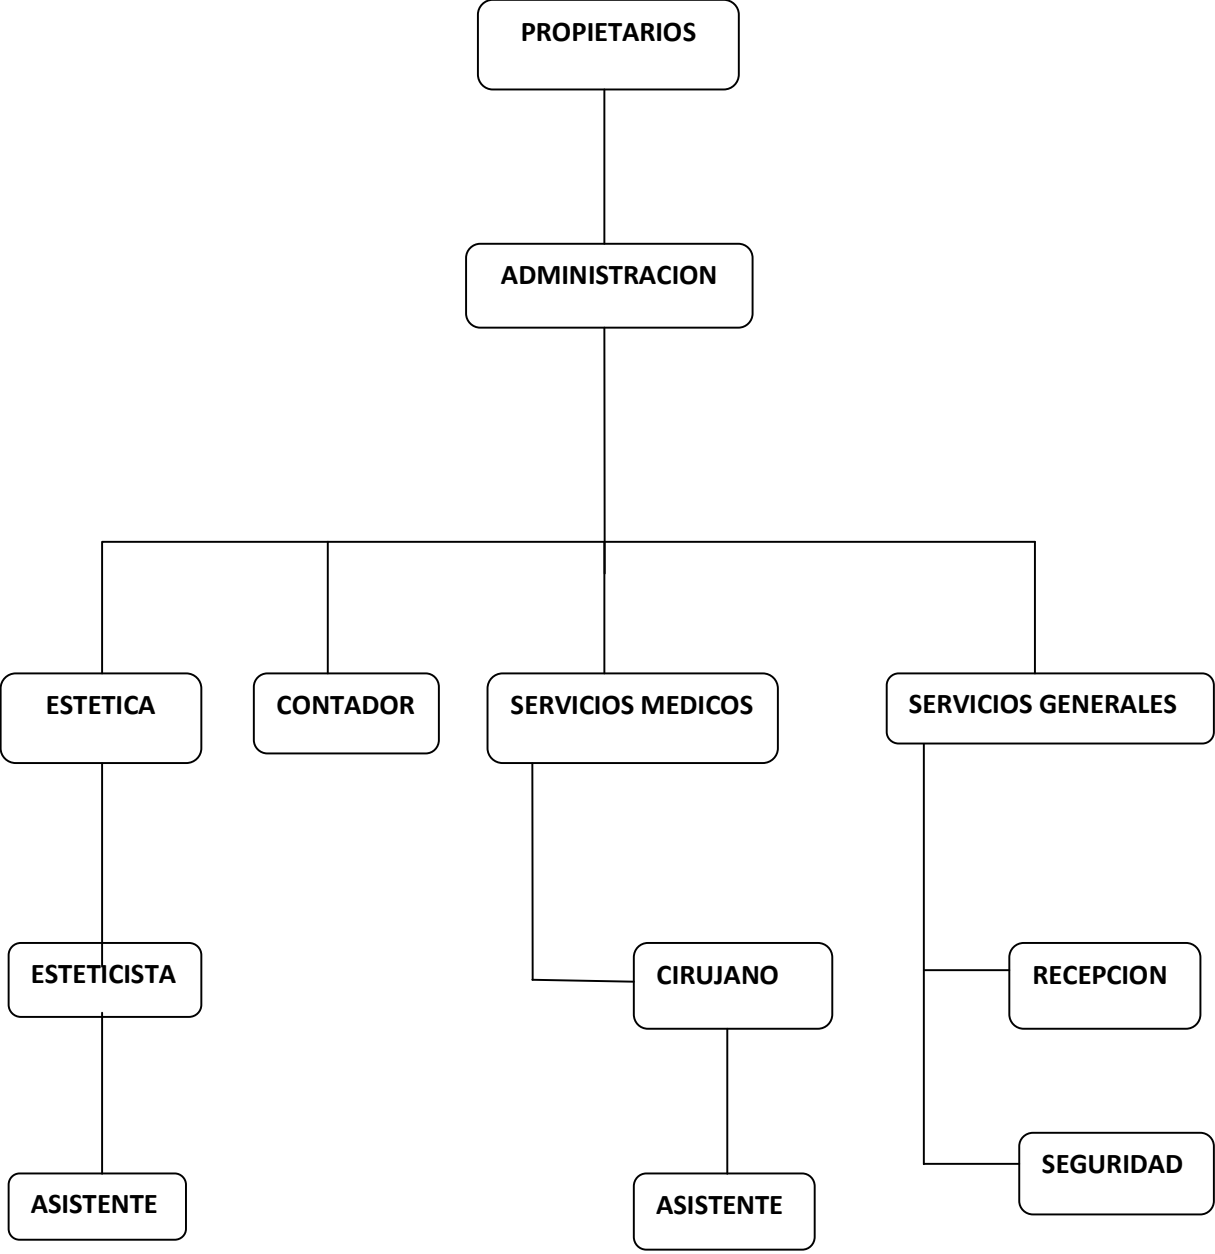 PROPIETARIOS
ADMINISTRACION
ESTETICA
CONTADOR
SERVICIOS MEDICOS
SERVICIOS GENERALES
ESTETICISTA
CIRUJANO
RECEPCION
SEGURIDAD
ASISTENTE
ASISTENTE